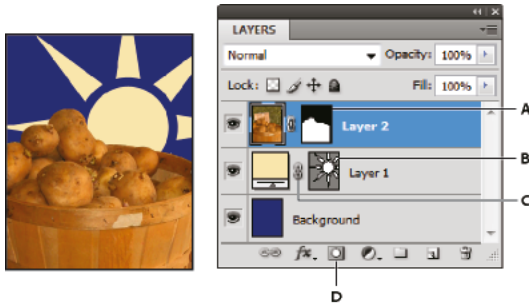 LAYERS
Normal Opacity: 100%
Lock: Fill: 100%
Layer 2
Layer 1
Background
fx
A
B
C
D